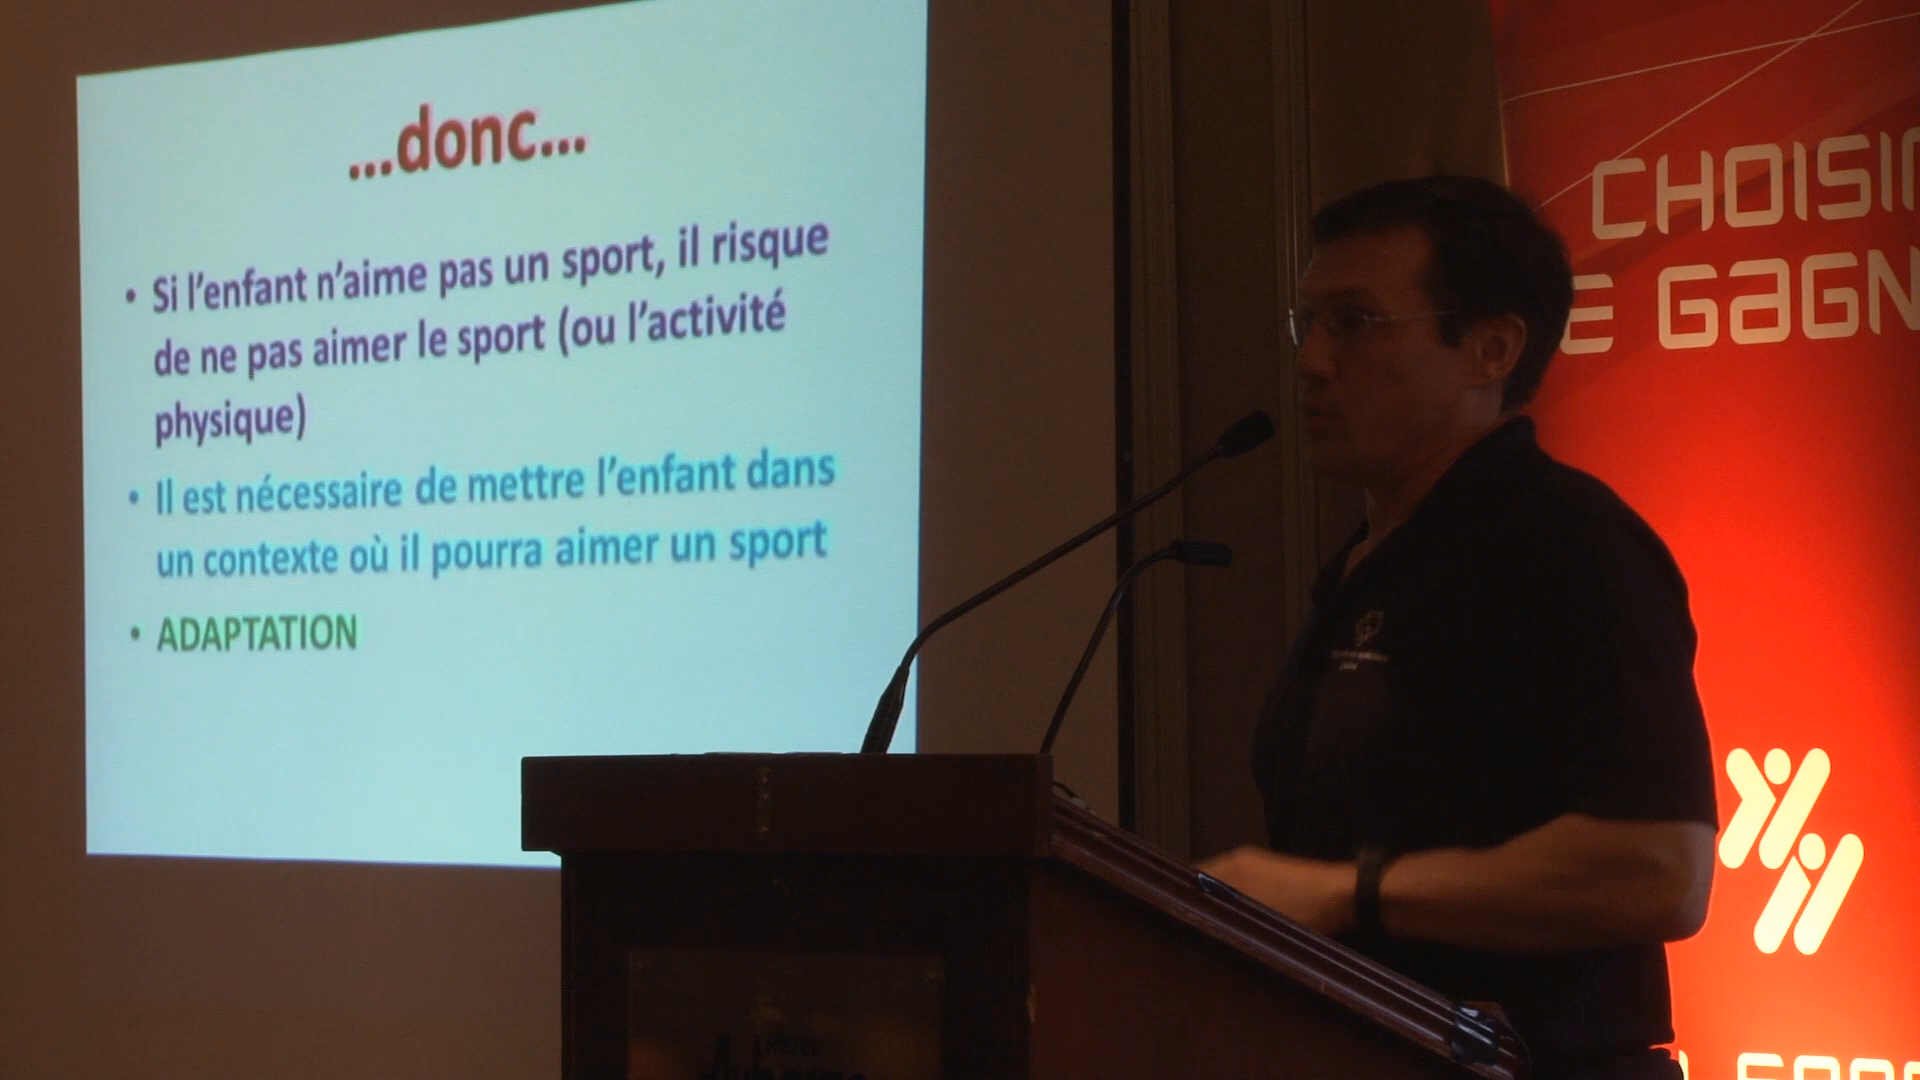 ...donc...
• Si l'enfant n'aime pas un sport, il risque
de ne pas aimer le sport (ou l'activité
physique)
• Il est nécessaire de mettre l'enfant dans
un contexte où il pourra aimer un sport
• ADAPTATION
CHOISI
E GaGN
HOTEL